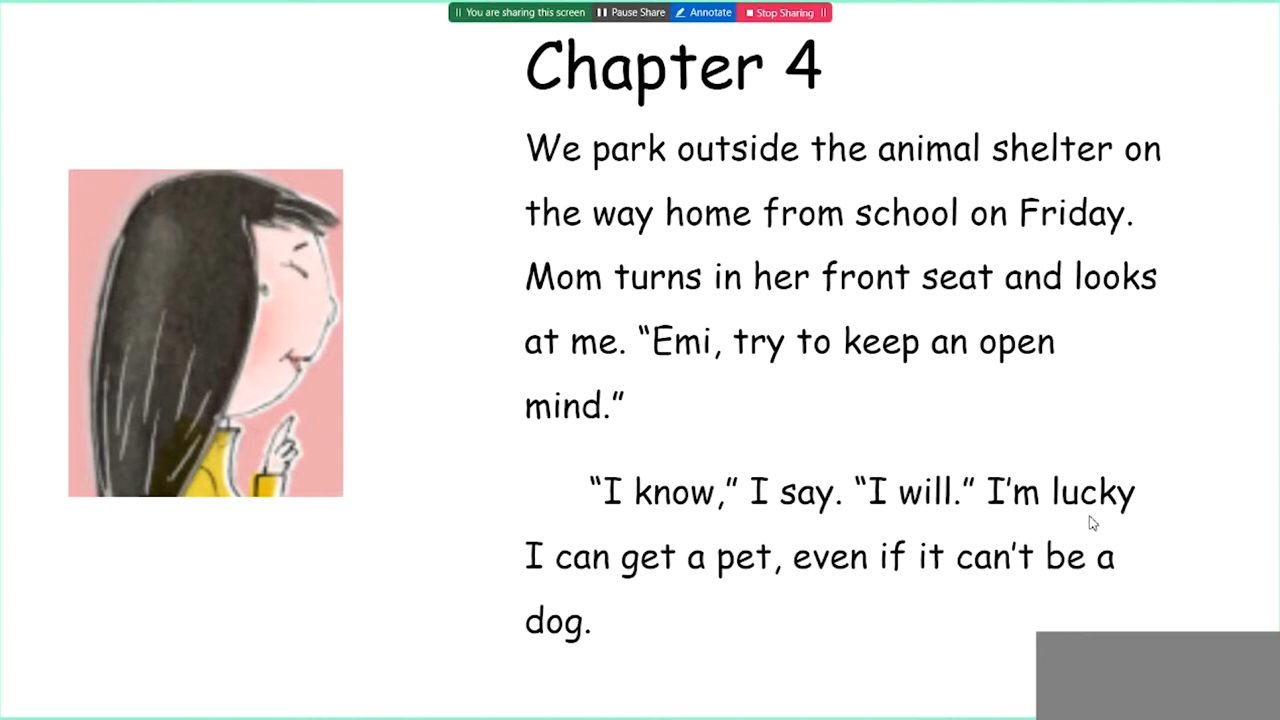 You are sharing this screen Pause Share Annotate Stop Sharing
Chapter 4
We park outside the animal shelter on
the way home from school on Friday.
Mom turns in her front seat and looks
at me. “Emi, try to keep an open
mind.”
“I know,” I say. “I will.” I’m lucky
I can get a pet, even if it can’t be a
dog.